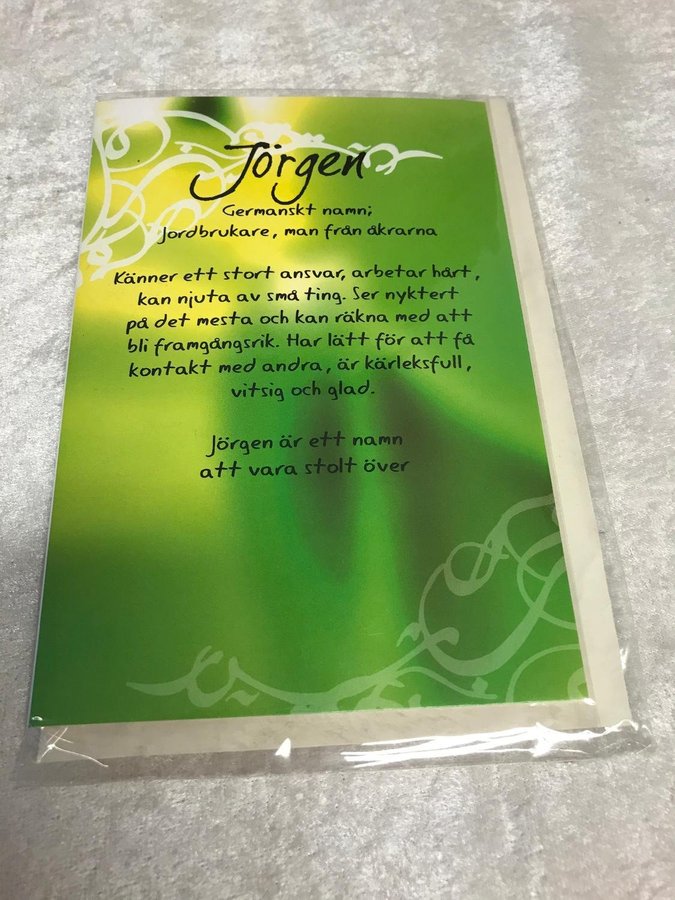 Jörgen
Germanskt namn;
Jordbrukare, man från åkrarna
Känner ett stort ansvar, arbetar hårt,
kan njuta av små ting. Ser nyktert
på det mesta och kan räkna med att
bli framgångsrik. Har lätt för att få
kontakt med andra, är kärleksfull,
vitsig och glad.
Jörgen är ett namn
att vara stolt över